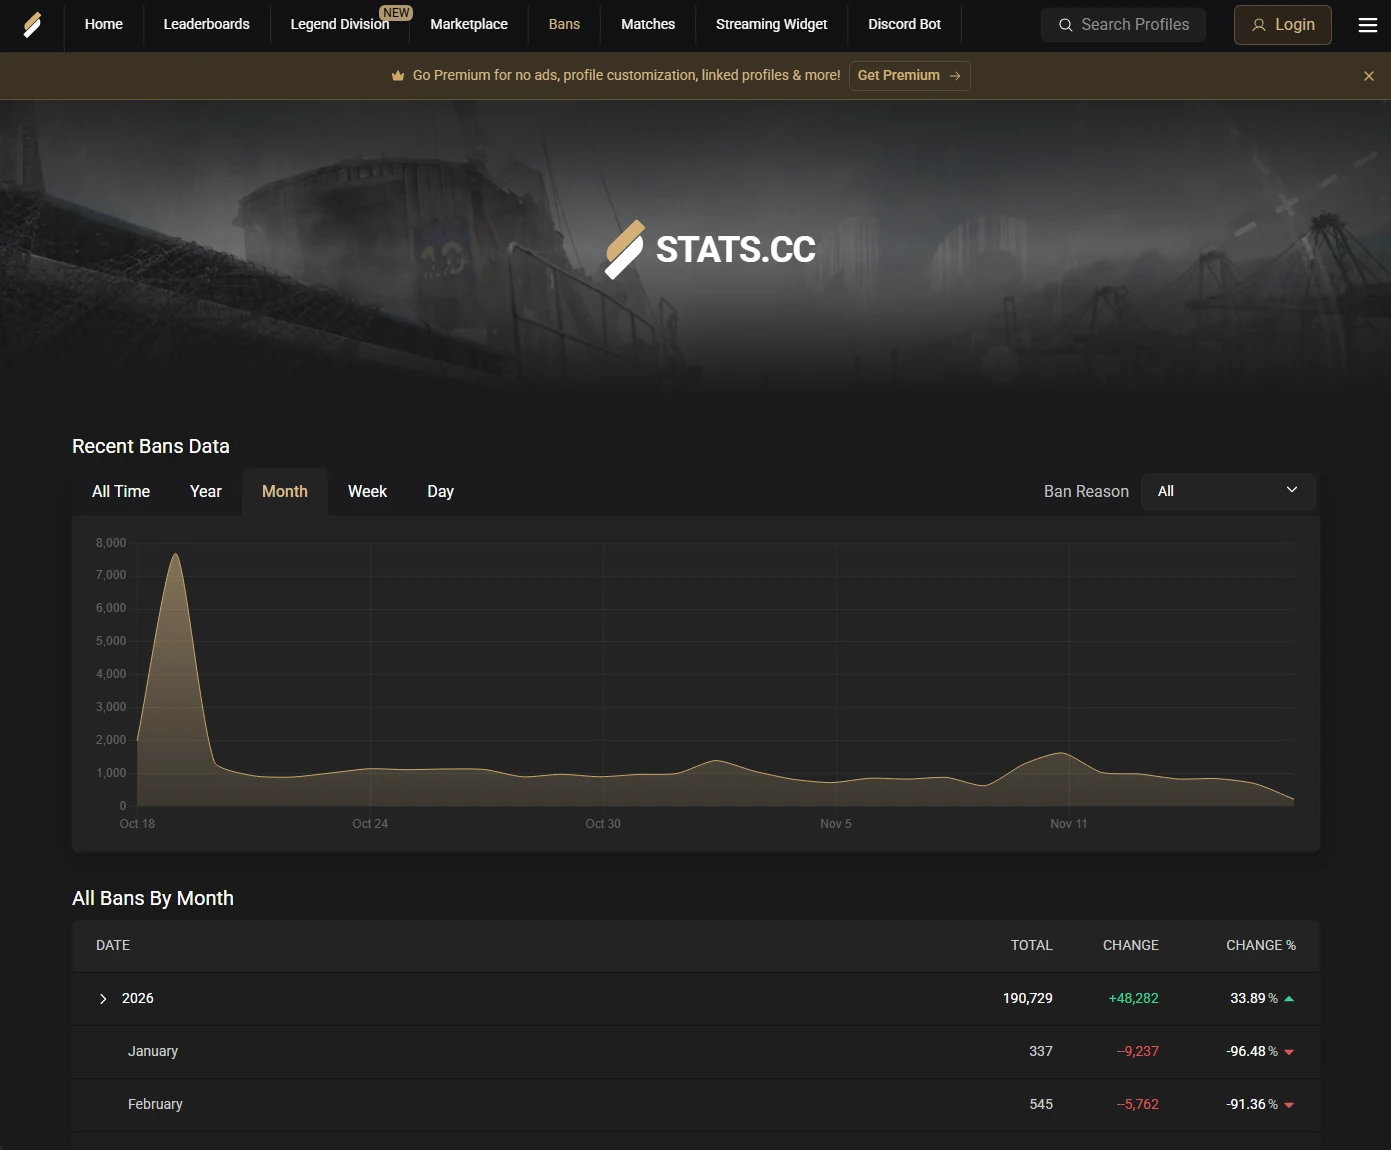 Home Leaderboards Legend Division NEW Marketplace Bans Matches Streaming Widget Discord Bot Search Profiles Login
Go Premium for no ads, profile customization, linked profiles & more! Get Premium →
13
STATS.CC
Recent Bans Data
All Time Year Month Week Day Ban Reason All
8,000
7,000
6,000
5,000
4,000
3,000
2,000
1,000
0
Oct 18 Oct 24 Oct 30 Nov 5 Nov 11
All Bans By Month
DATE TOTAL CHANGE CHANGE %
2026 190,729 +48,282 33.89%
January 337 --9,237 -96.48%
February 545 --5,762 -91.36%